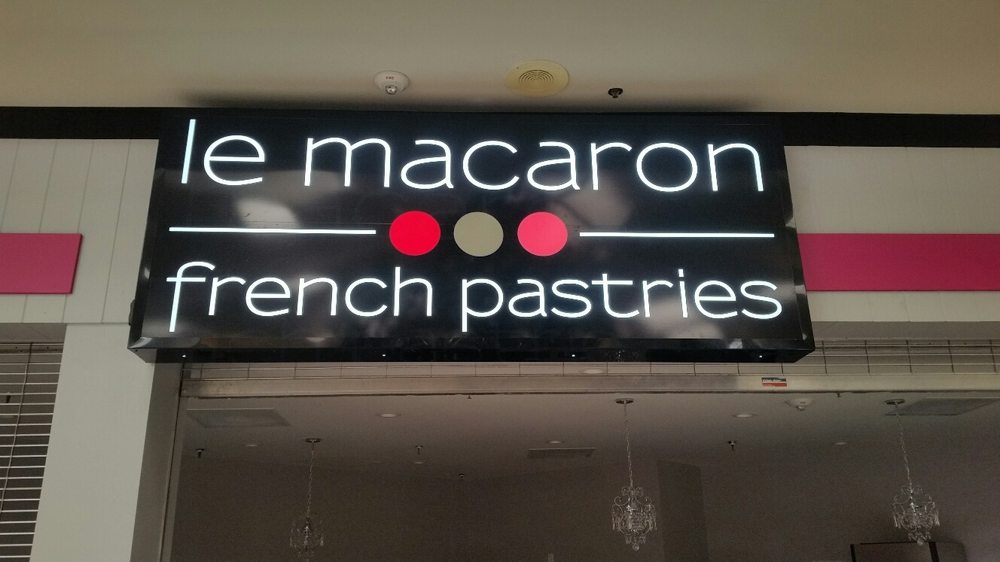 le macaron
french pastries